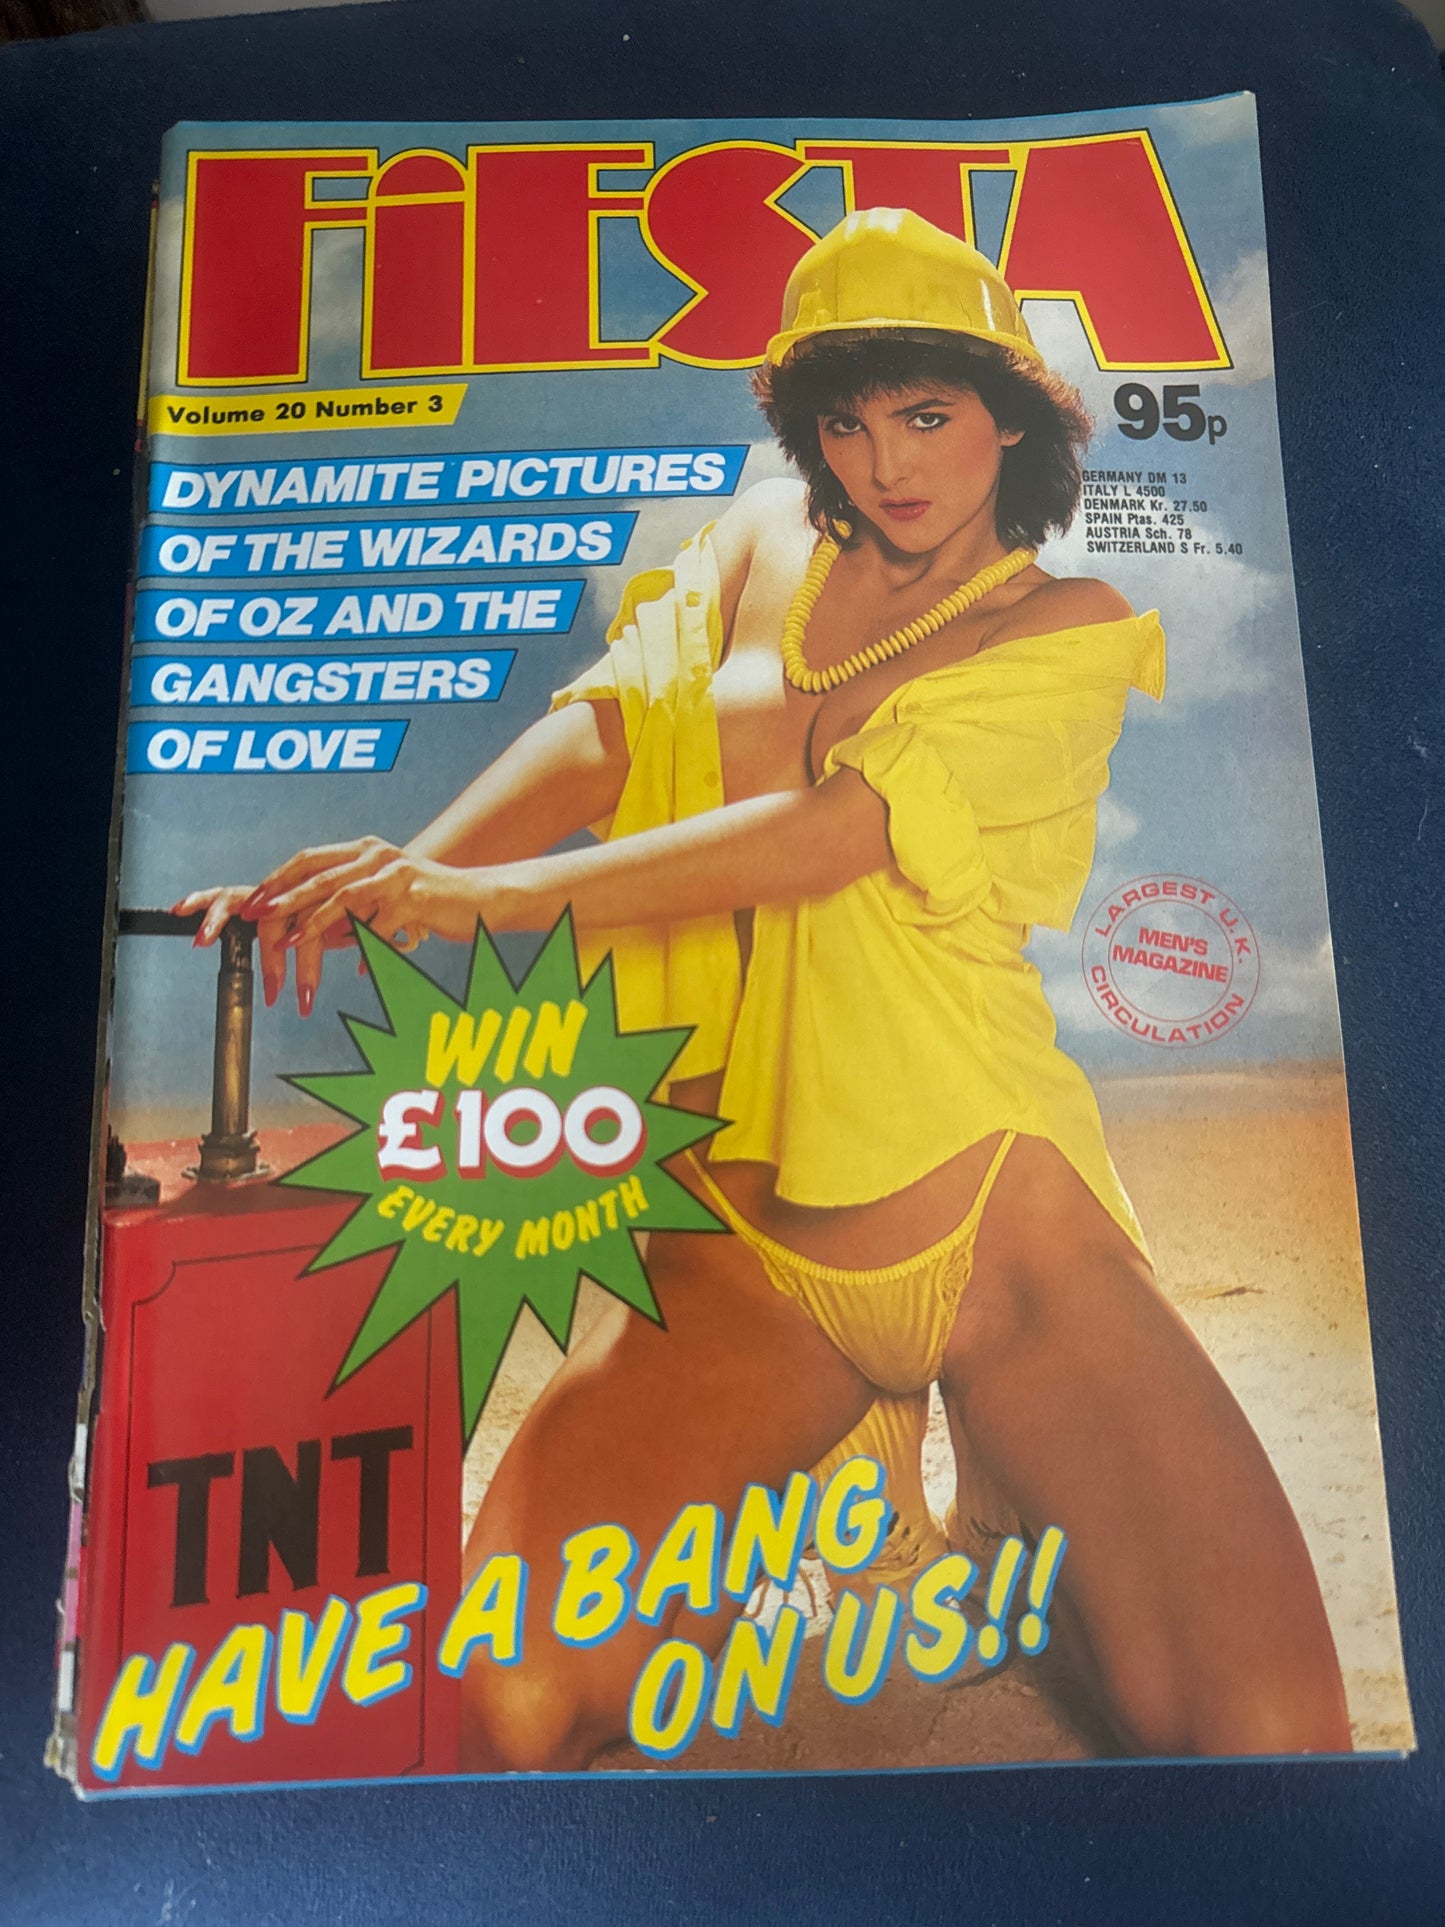 FiESTA
Volume 20 Number 3
95p
GERMANY DM 13
ITALY L 4500
DENMARK Kr. 27.50
SPAIN Ptas. 425
AUSTRIA Sch. 78
SWITZERLAND S Fr. 5.40
DYNAMITE PICTURES
OF THE WIZARDS
OF OZ AND THE
GANGSTERS
OF LOVE
LARGEST U.K.
MEN'S
MAGAZINE
CIRCULATION
WIN
£100
EVERY MONTH
TNT
HAVE A BANG
ON US!!